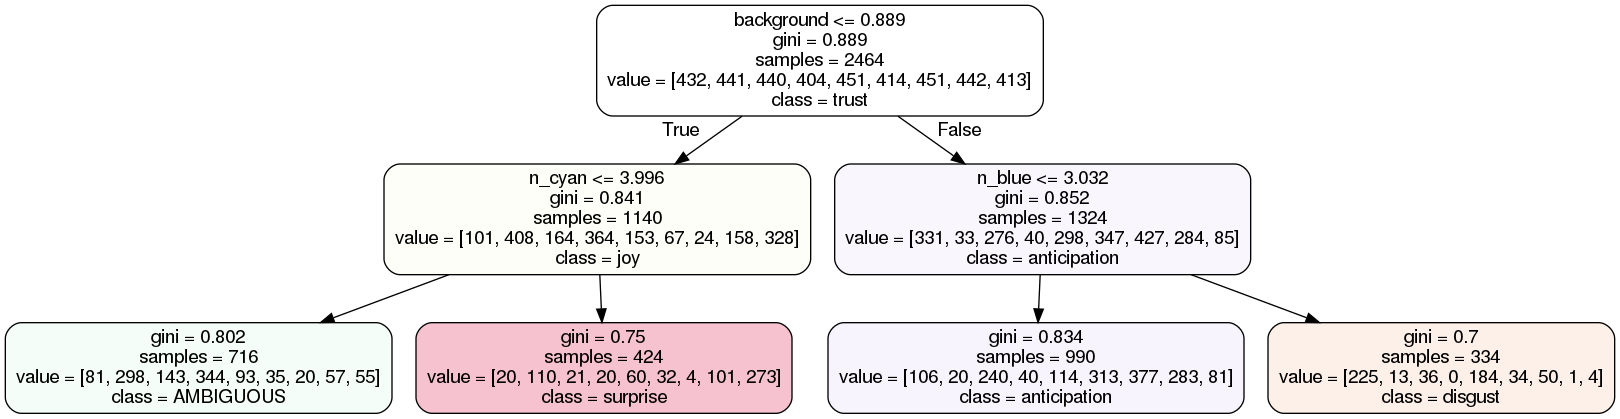 background <= 0.889
gini = 0.889
samples = 2464
value = [432, 441, 440, 404, 451, 414, 451, 442, 413]
class = trust
True
False
n_cyan <= 3.996
gini = 0.841
samples = 1140
value = [101, 408, 164, 364, 153, 67, 24, 158, 328]
class = joy
n_blue <= 3.032
gini = 0.852
samples = 1324
value = [331, 33, 276, 40, 298, 347, 427, 284, 85]
class = anticipation
gini = 0.802
samples = 716
value = [81, 298, 143, 344, 93, 35, 20, 57, 55]
class = AMBIGUOUS
gini = 0.75
samples = 424
value = [20, 110, 21, 20, 60, 32, 4, 101, 273]
class = surprise
gini = 0.834
samples = 990
value = [106, 20, 240, 40, 114, 313, 377, 283, 81]
class = anticipation
gini = 0.7
samples = 334
value = [225, 13, 36, 0, 184, 34, 50, 1, 4]
class = disgust